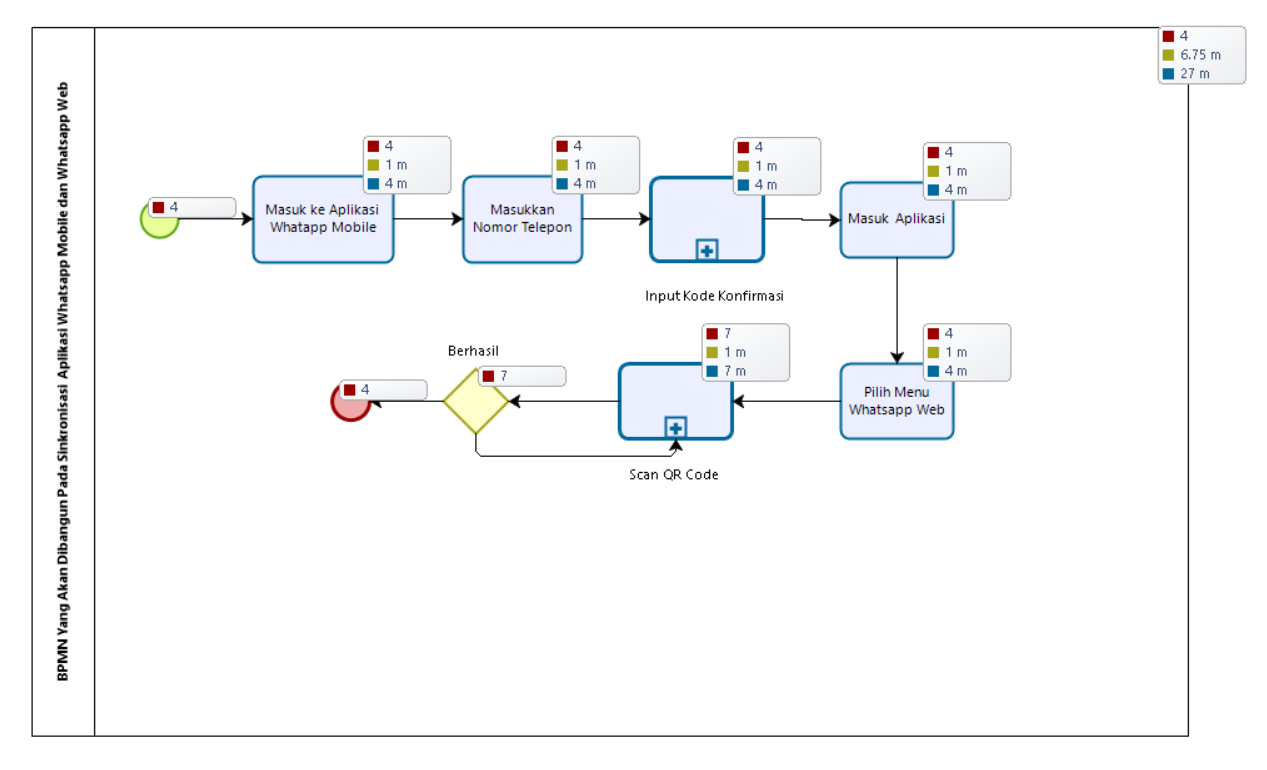 BPMN Yang Akan Dibangun Pada Sinkronisasi Aplikasi Whatsapp Mobile dan Whatsapp Web
4
6.75 m
27 m
4
4
1 m
4 m
Masuk ke Aplikasi
Whatapp Mobile
4
1 m
4 m
Masukkan
Nomor Telepon
4
1 m
4 m
Input Kode Konfirmasi
4
1 m
4 m
Masuk Aplikasi
4
1 m
4 m
Pilih Menu
Whatsapp Web
7
1 m
7 m
Scan QR Code
Berhasil
7
4